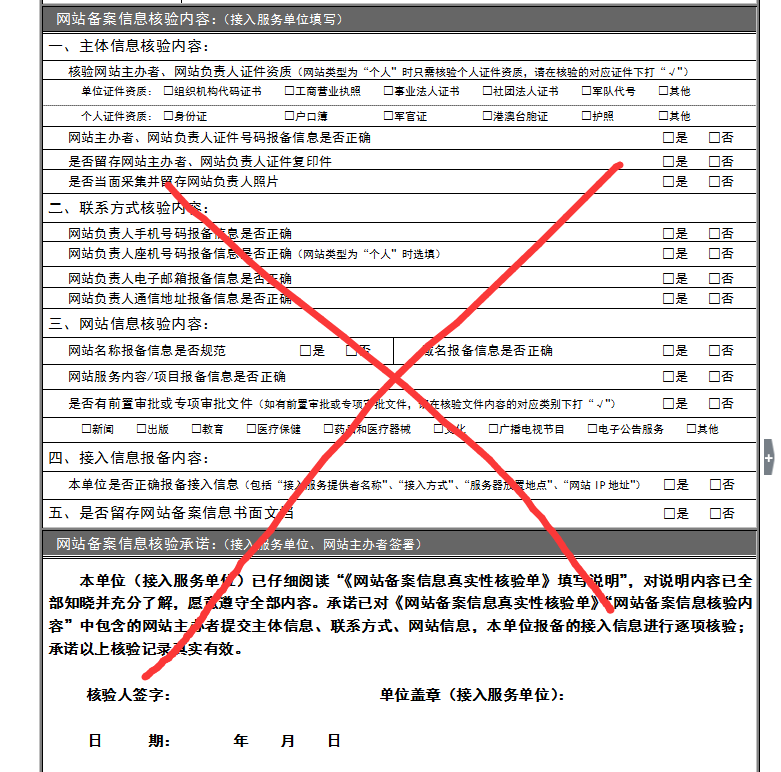 网站备案信息核验内容：（接入服务单位填写）
一、主体信息核验内容：
核验网站主办者、网站负责人证件资质（网站类型为“个人”时只需核验个人证件资质，请在核验的对应证件下打“√”）
单位证件资质：□组织机构代码证书 □工商营业执照 □事业法人证书 □社团法人证书 □军队代号 □其他
个人证件资质：□身份证 □户口簿 □军官证 □港澳台胞证 □护照 □其他
网站主办者、网站负责人证件号码报备信息是否正确 □是 □否
是否留存网站主办者、网站负责人证件复印件 □是 □否
是否当面采集并留存网站负责人照片 □是 □否
二、联系方式核验内容：
网站负责人手机号码报备信息是否正确 □是 □否
网站负责人座机号码报备信息是否正确（网站类型为“个人”时选填） □是 □否
网站负责人电子邮箱报备信息是否正确 □是 □否
网站负责人通信地址报备信息是否正确 □是 □否
三、网站信息核验内容：
网站名称报备信息是否规范 □是 □否 域名报备信息是否正确 □是 □否
网站服务内容/项目报备信息是否正确 □是 □否
是否有前置审批或专项审批文件（如有前置审批或专项审批文件，请在核验文件内容的对应类别下打“√”） □是 □否
□新闻 □出版 □教育 □医疗保健 □药品和医疗器械 □文化 □广播电视节目 □电子公告服务 □其他
四、接入信息报备内容：
本单位是否正确报备接入信息（包括“接入服务提供者名称”、“接入方式”、“服务器放置地点”、“网站 IP 地址”） □是 □否
五、是否留存网站备案信息书面文档 □是 □否
网站备案信息核验承诺：（接入服务单位、网站主办者签署）
本单位（接入服务单位）已仔细阅读“《网站备案信息真实性核验单》填写说明”，对说明内容已全
部知晓并充分了解，愿意遵守全部内容。承诺已对《网站备案信息真实性核验单》“网站备案信息核验内
容”中包含的网站主办者提交主体信息、联系方式、网站信息，本单位报备的接入信息进行逐项核验；
承诺以上核验记录真实有效。
核验人签字： 单位盖章（接入服务单位）：
日 期： 年 月 日